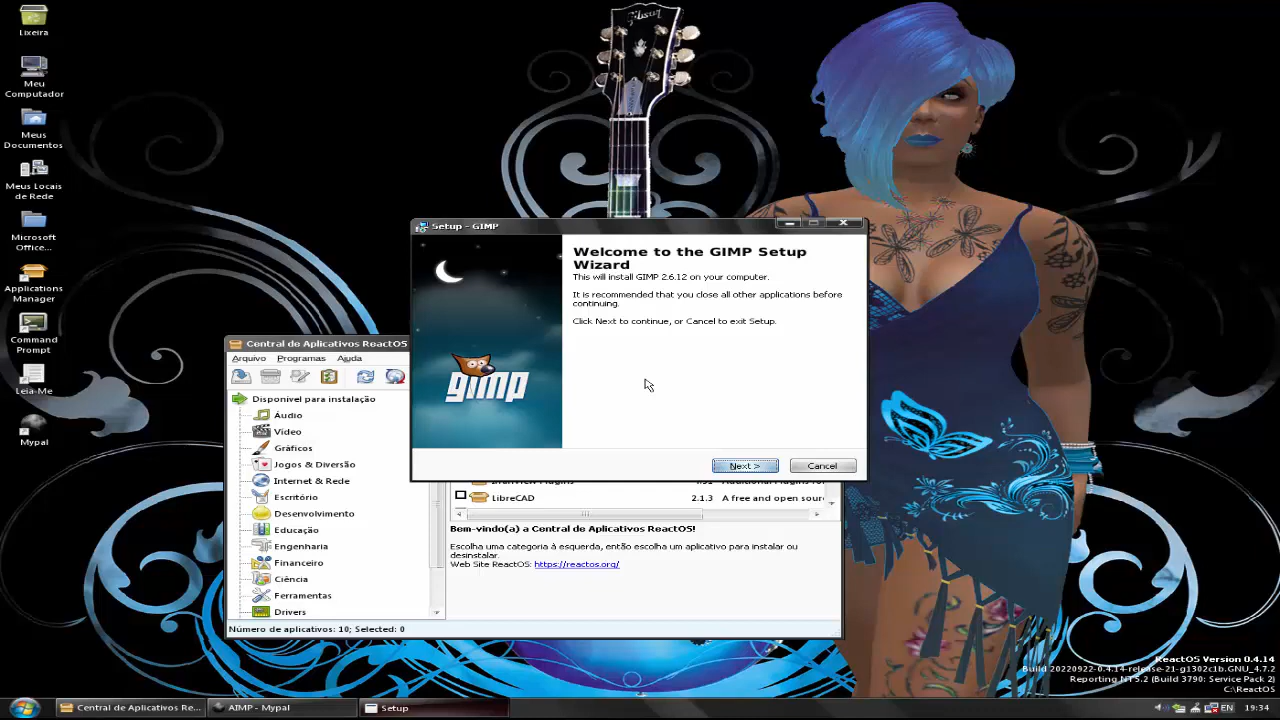 Lixeira
Meu
Computador
Meus
Documentos
Meus Locais
de Rede
Microsoft
Office...
Applications
Manager
Command
Prompt
Leia-Me
Mypal
Gibson
Setup - GIMP
Welcome to the GIMP Setup
Wizard
This will install GIMP 2.6.12 on your computer.
It is recommended that you close all other applications before
continuing.
Click Next to continue, or Cancel to exit Setup.
gimp
Next >
Cancel
Central de Aplicativos ReactOS
Arquivo Programas Ajuda
Disponível para instalação
Áudio
Vídeo
Gráficos
Jogos & Diversão
Internet & Rede
Escritório
Desenvolvimento
Educação
Engenharia
Financeiro
Ciência
Ferramentas
Drivers
LibreCAD 2.1.3 A free and open sour
Bem-vindo(a) a Central de Aplicativos ReactOS!
Escolha uma categoria à esquerda, então escolha um aplicativo para instalar ou
desinstalar.
Web Site ReactOS: https://reactos.org/
Número de aplicativos: 10; Selected: 0
ReactOS Version 0.4.14
Build 20220922-0.4.14-release-21-g1302c1b.GNU_4.7.2
Reporting NT 5.2 (Build 3790: Service Pack 2)
C:\ReactOS
Central de Aplicativos Re...
AIMP - Mypal
Setup
EN
19:34